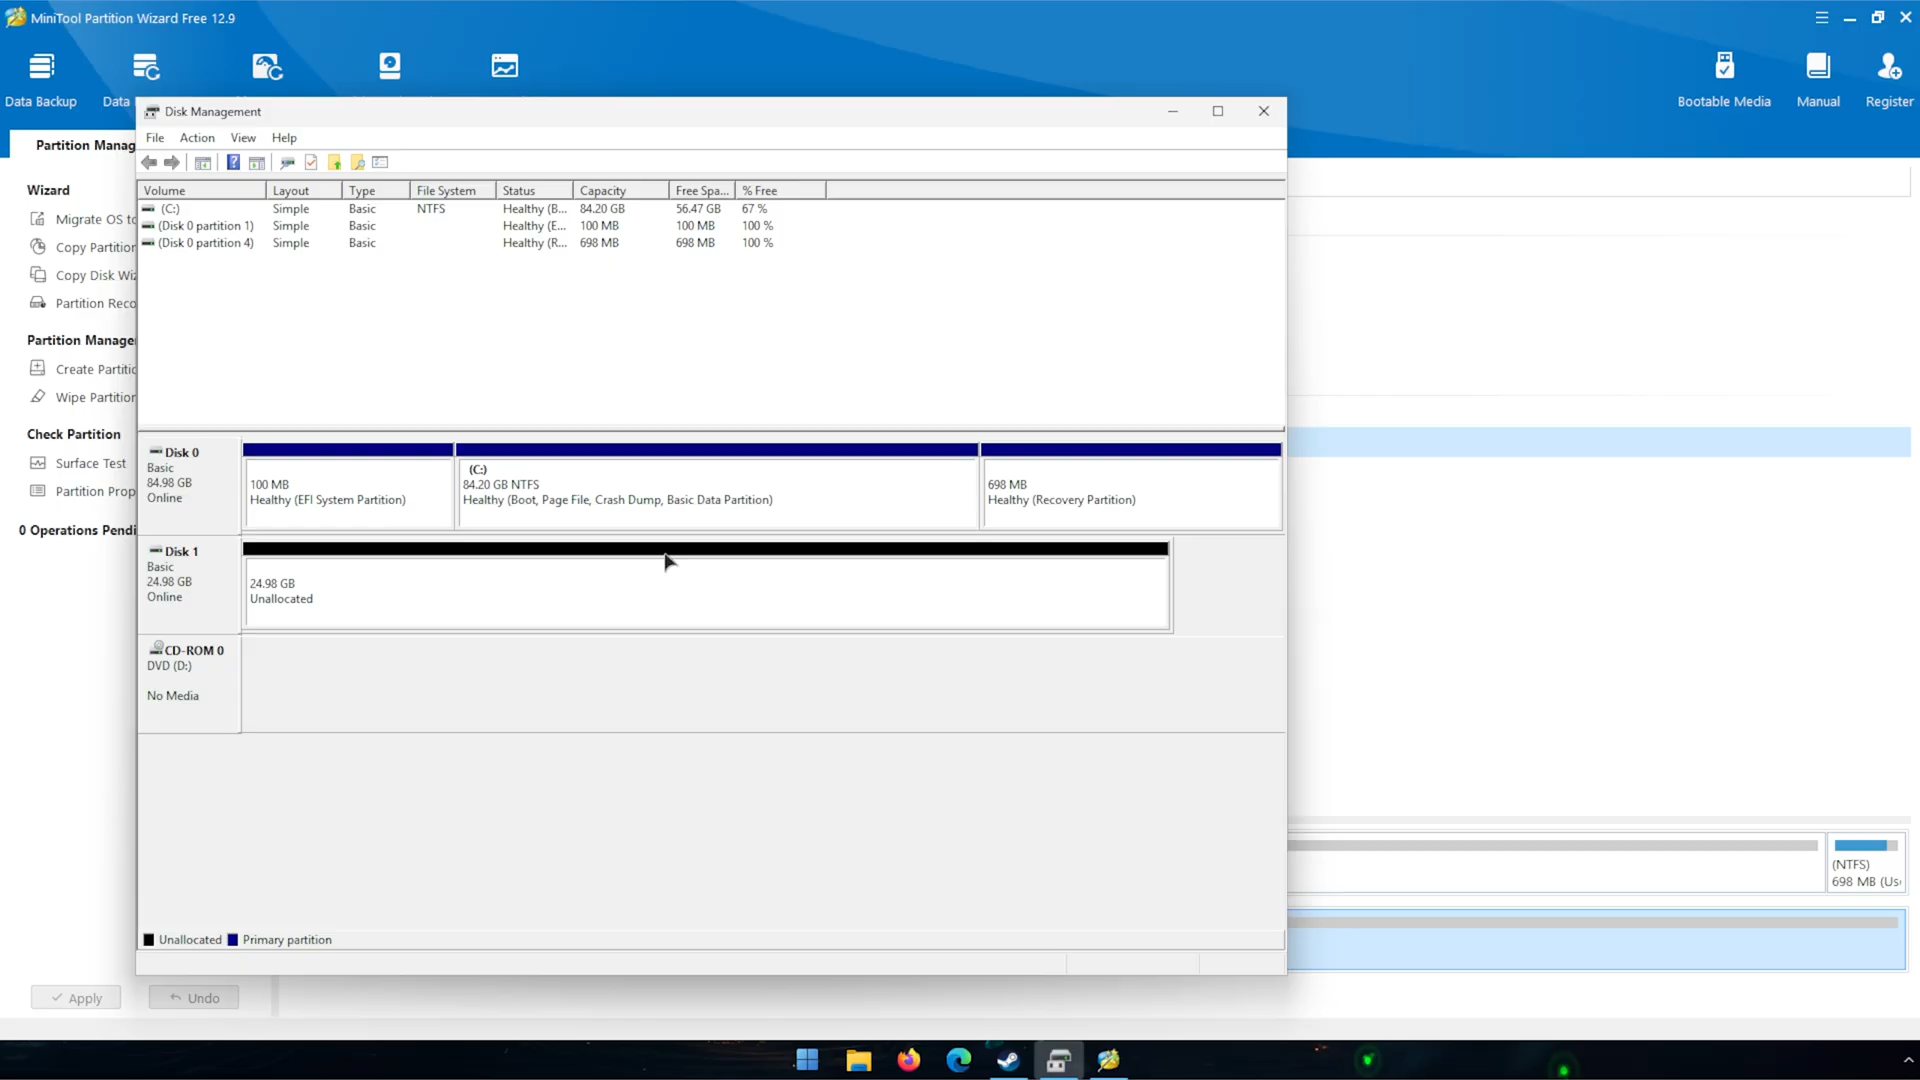 MiniTool Partition Wizard Free 12.9
Data Backup
Data
Bootable Media
Manual
Register
Partition Manag
Wizard
Migrate OS to
Copy Partition
Copy Disk Wiz
Partition Reco
Partition Manage
Create Partitio
Wipe Partition
Check Partition
Surface Test
Partition Prop
0 Operations Pendi
Apply
Undo
Disk Management
File Action View Help
Volume Layout Type File System Status Capacity Free Spa... % Free
(C:) Simple Basic NTFS Healthy (B... 84.20 GB 56.47 GB 67 %
(Disk 0 partition 1) Simple Basic Healthy (E... 100 MB 100 MB 100 %
(Disk 0 partition 4) Simple Basic Healthy (R... 698 MB 698 MB 100 %
Disk 0
Basic
84.98 GB
Online
100 MB
Healthy (EFI System Partition)
(C:)
84.20 GB NTFS
Healthy (Boot, Page File, Crash Dump, Basic Data Partition)
698 MB
Healthy (Recovery Partition)
Disk 1
Basic
24.98 GB
Online
24.98 GB
Unallocated
CD-ROM 0
DVD (D:)
No Media
Unallocated Primary partition
(NTFS)
698 MB (Us